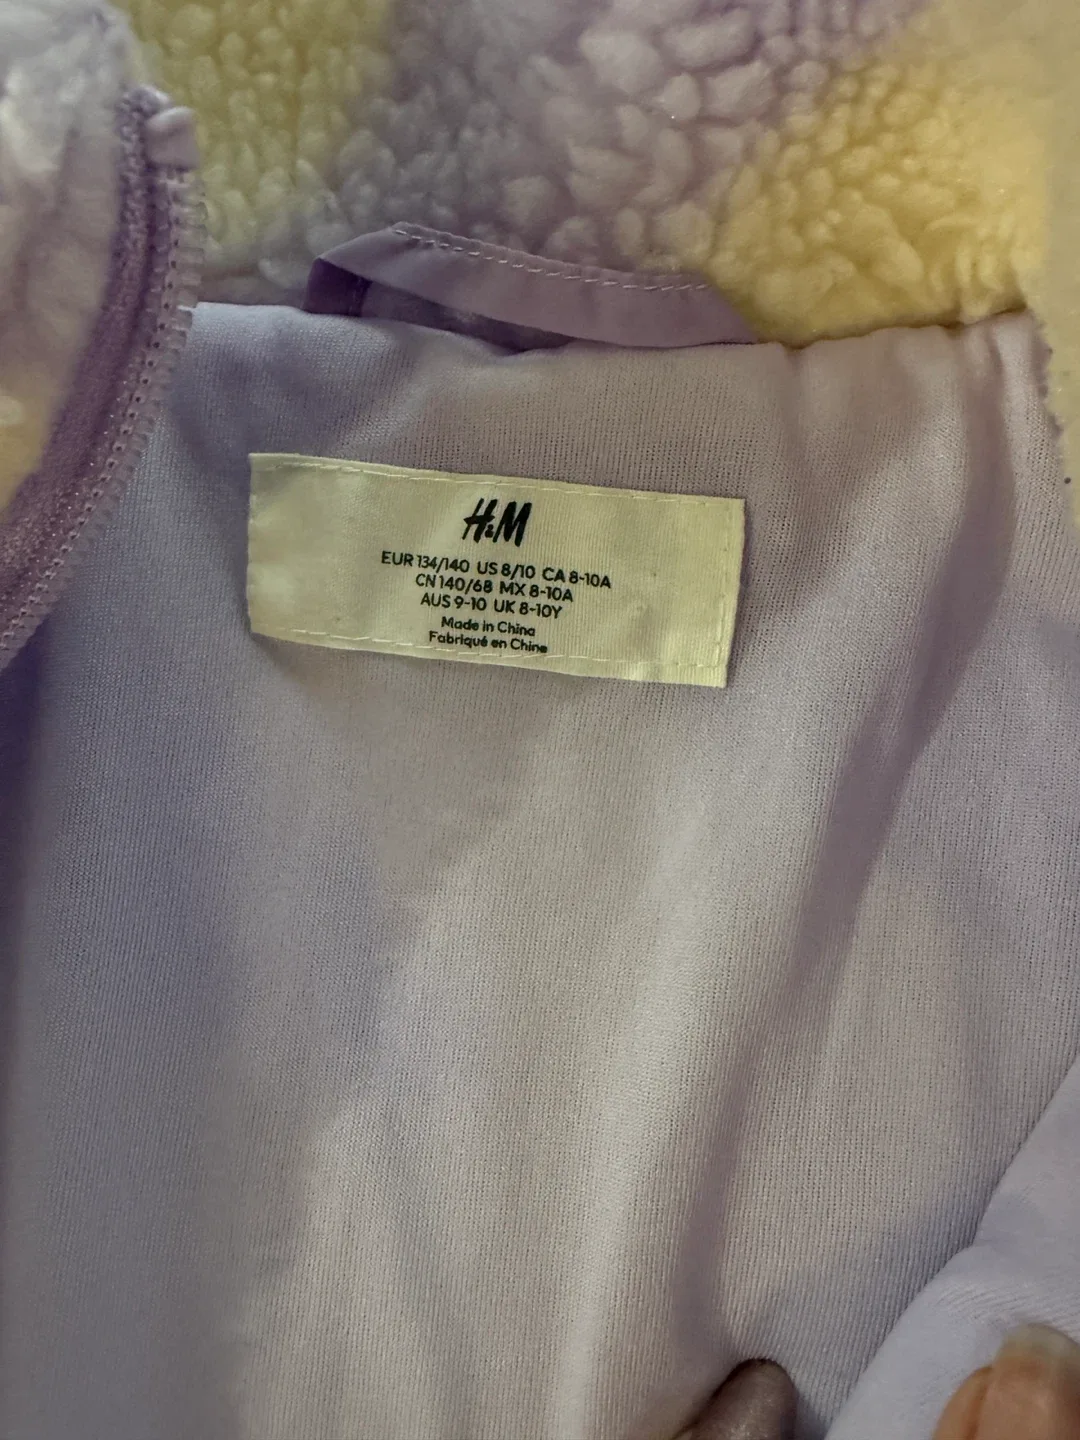 H&M
EUR 134/140 US 8/10 CA 8-10A
CN 140/68 MX 8-10A
AUS 9-10 UK 8-10Y
Made in China
Fabriqué en Chine